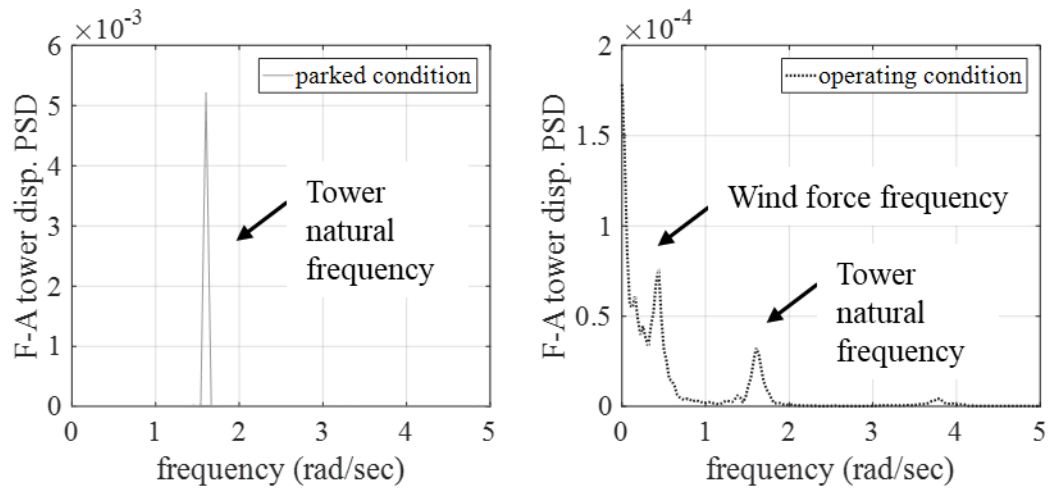 ×10⁻³
F-A tower disp. PSD
6
5
4
3
2
1
0
parked condition
Tower
natural
frequency
0 1 2 3 4 5
frequency (rad/sec)
×10⁻⁴
F-A tower disp. PSD
2
1.5
1
0.5
0
operating condition
Wind force frequency
Tower
natural
frequency
0 1 2 3 4 5
frequency (rad/sec)